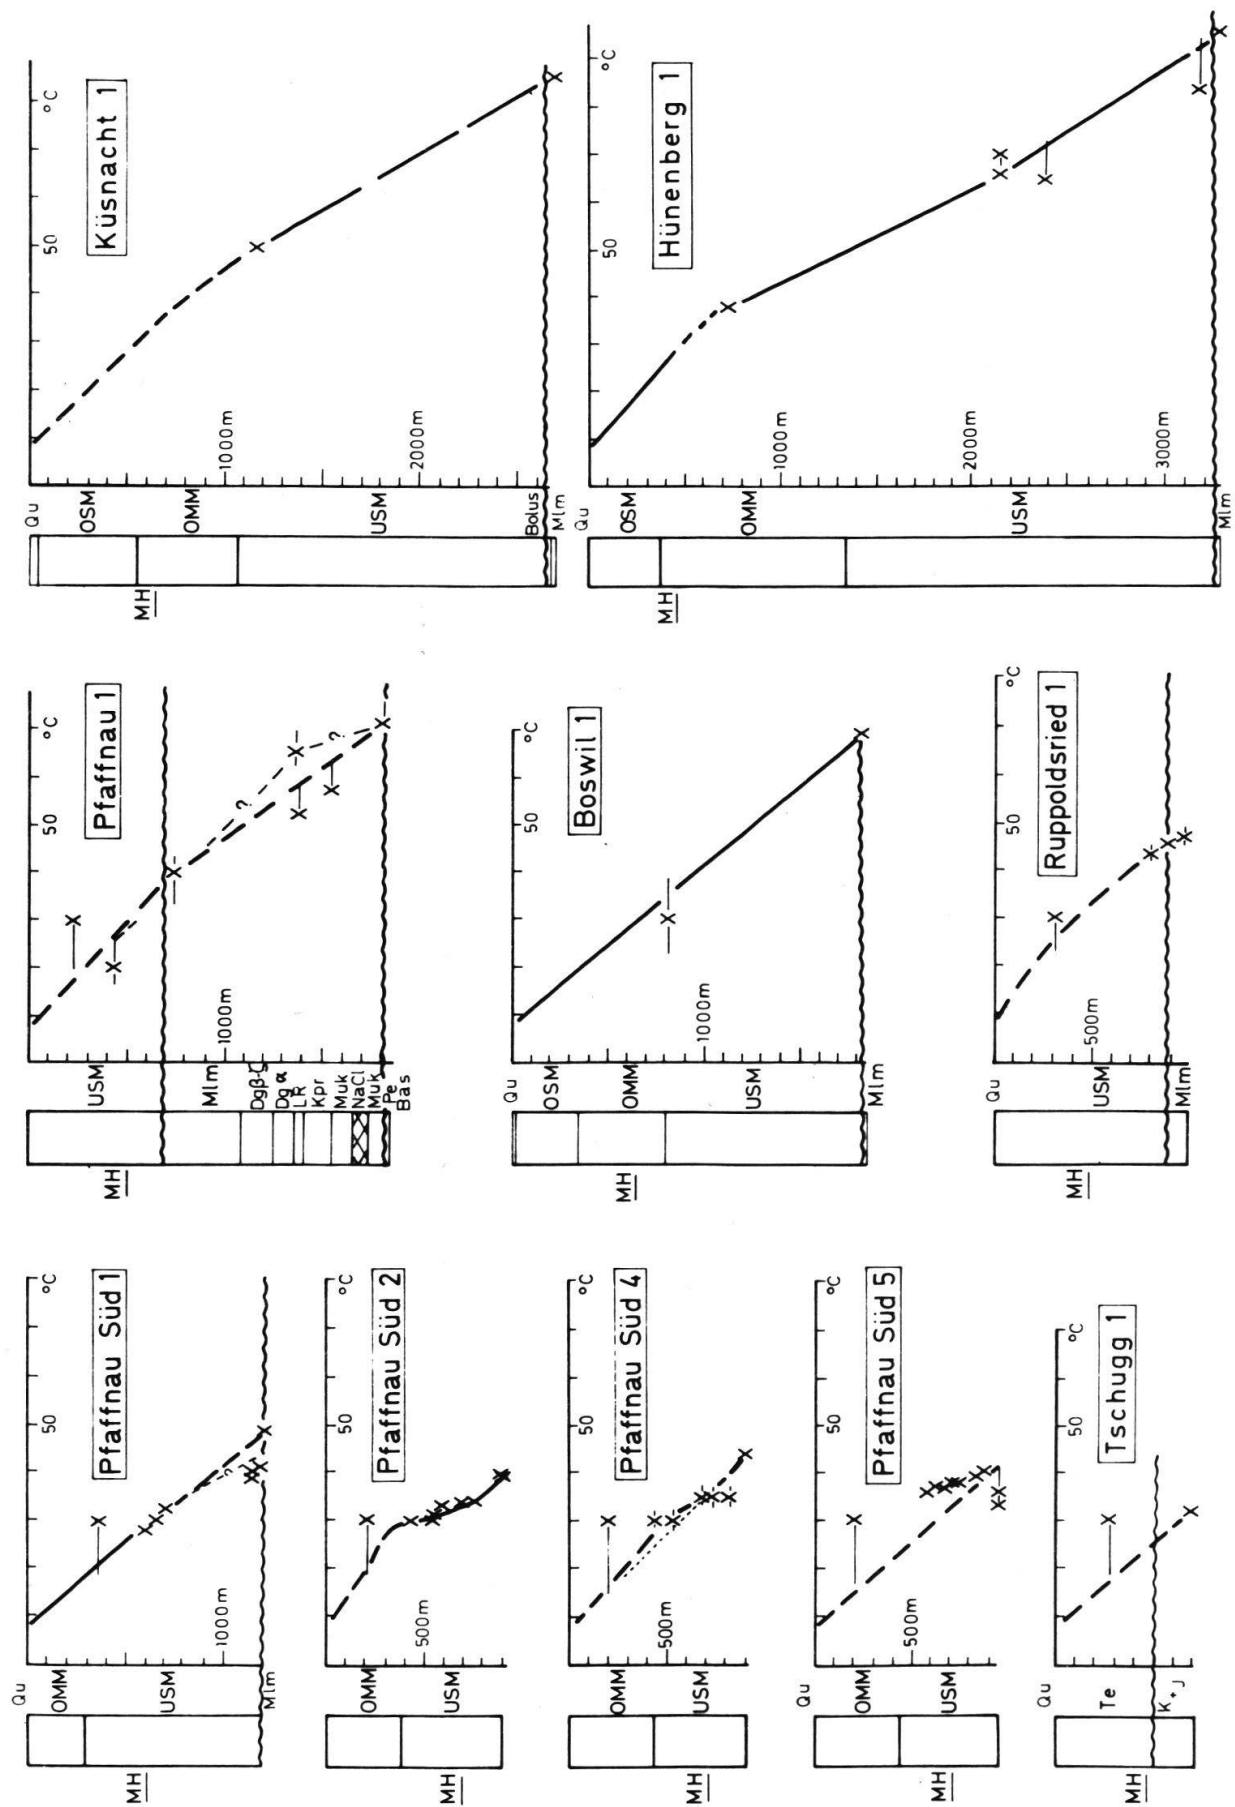 Qu
50
°C
OMM
Pfaffnau Süd 1
MH
USM
?
1000m
Mlm
50
°C
OMM
Pfaffnau Süd 2
500m
MH
USM
50
°C
OMM
Pfaffnau Süd 4
500m
MH
USM
Qu
50
°C
OMM
Pfaffnau Süd 5
500m
MH
USM
Qu
50
°C
Te
Tschugg 1
MH
K+J
50
°C
USM
Pfaffnau 1
MH
Mlm
1000m
?
Dgβ-ζ
Dgα
LR
Kpr
?
Muk
NaCl
Muk
Pe
Bas
Qu
50
°C
OSM
Boswil 1
OMM
MH
1000m
USM
Mlm
Qu
50
°C
Ruppoldsried 1
MH
USM
500m
Mlm
Qu
50
°C
OSM
Küsnacht 1
MH
OMM
1000m
USM
2000m
Bolus
Mlm
Qu
50
°C
OSM
Hünenberg 1
MH
OMM
1000m
2000m
USM
3000m
Mlm